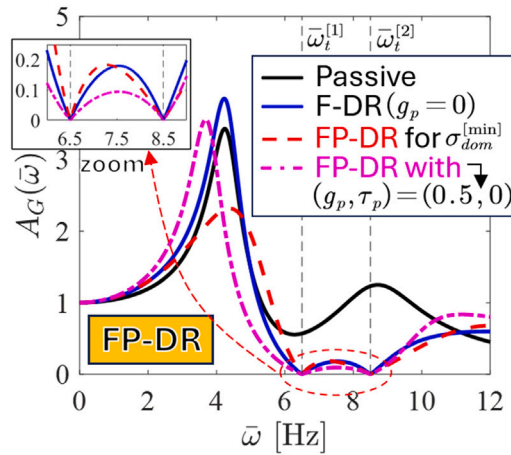 5
4
3
2
1
0
A_G(ω̄)
0.2
0.1
0
6.5 7.5 8.5
zoom
ω̄_t^[1] ω̄_t^[2]
Passive
F-DR (g_p = 0)
FP-DR for σ_dom^[min]
FP-DR with
(g_p, τ_p) = (0.5, 0)
FP-DR
0 2 4 6 8 10 12
ω̄ [Hz]